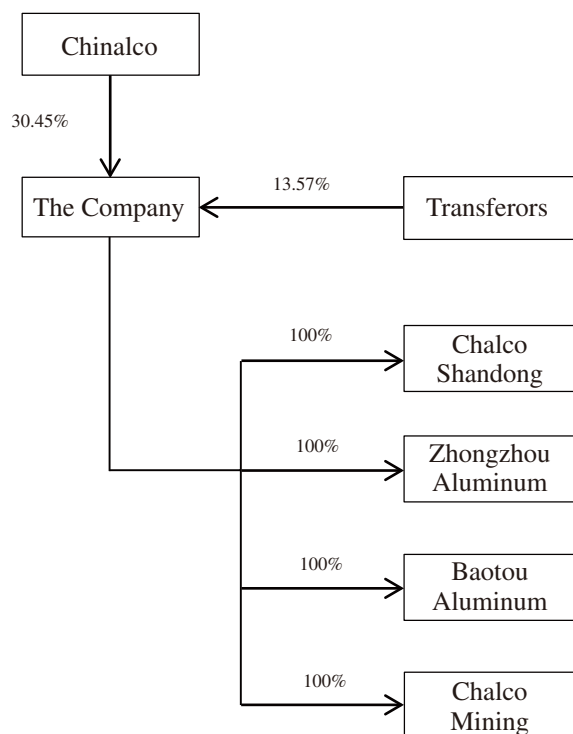 Chinalco
30.45%
13.57%
The Company
Transferors
100%
Chalco
Shandong
100%
Zhongzhou
Aluminum
100%
Baotou
Aluminum
100%
Chalco
Mining